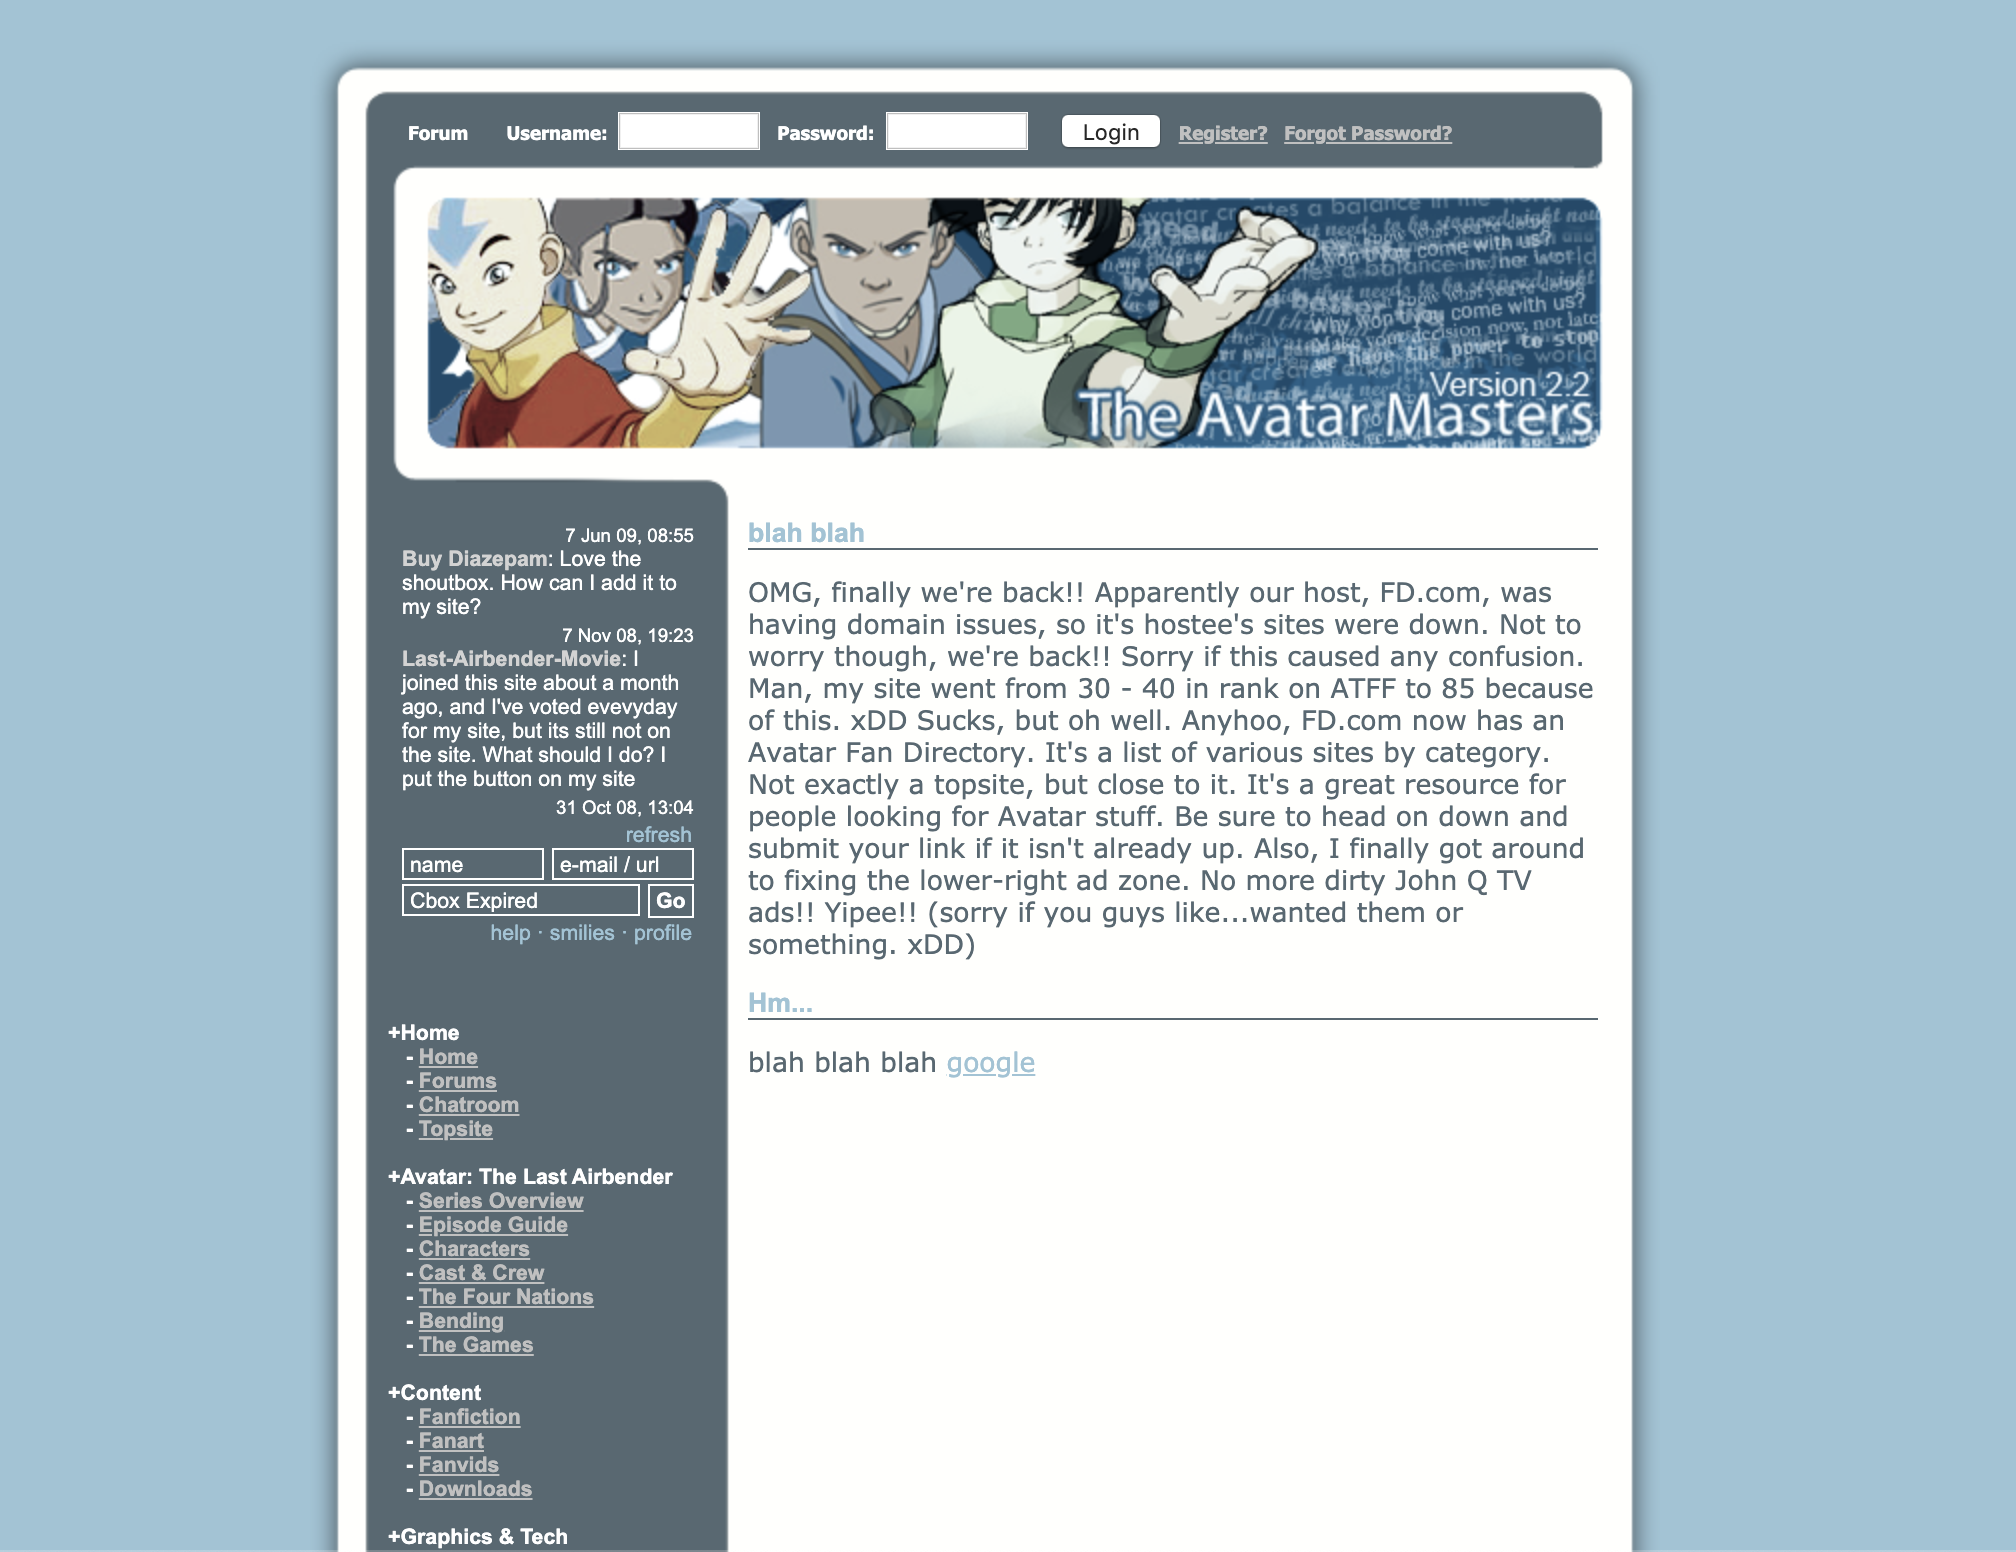 Forum Username: Password: Login Register? Forgot Password?
Version 2.2
The Avatar Masters
7 Jun 09, 08:55
Buy Diazepam: Love the
shoutbox. How can I add it to
my site?
7 Nov 08, 19:23
Last-Airbender-Movie: I
joined this site about a month
ago, and I've voted evevyday
for my site, but its still not on
the site. What should I do? I
put the button on my site
31 Oct 08, 13:04
refresh
name e-mail / url
Cbox Expired Go
help · smilies · profile
+Home
- Home
- Forums
- Chatroom
- Topsite
+Avatar: The Last Airbender
- Series Overview
- Episode Guide
- Characters
- Cast & Crew
- The Four Nations
- Bending
- The Games
+Content
- Fanfiction
- Fanart
- Fanvids
- Downloads
+Graphics & Tech
blah blah
OMG, finally we're back!! Apparently our host, FD.com, was
having domain issues, so it's hostee's sites were down. Not to
worry though, we're back!! Sorry if this caused any confusion.
Man, my site went from 30 - 40 in rank on ATFF to 85 because
of this. xDD Sucks, but oh well. Anyhoo, FD.com now has an
Avatar Fan Directory. It's a list of various sites by category.
Not exactly a topsite, but close to it. It's a great resource for
people looking for Avatar stuff. Be sure to head on down and
submit your link if it isn't already up. Also, I finally got around
to fixing the lower-right ad zone. No more dirty John Q TV
ads!! Yipee!! (sorry if you guys like...wanted them or
something. xDD)
Hm...
blah blah blah google